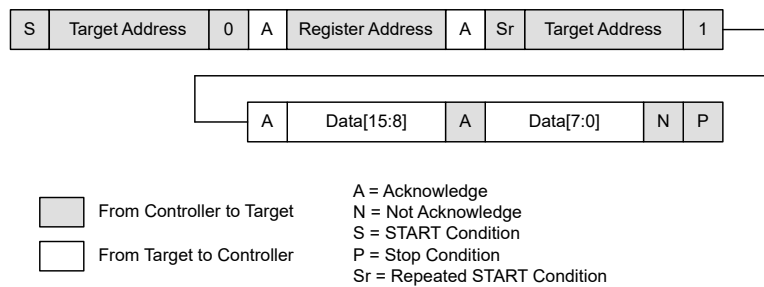 S Target Address 0 A Register Address A Sr Target Address 1
A Data[15:8] A Data[7:0] N P
From Controller to Target
From Target to Controller
A = Acknowledge
N = Not Acknowledge
S = START Condition
P = Stop Condition
Sr = Repeated START Condition